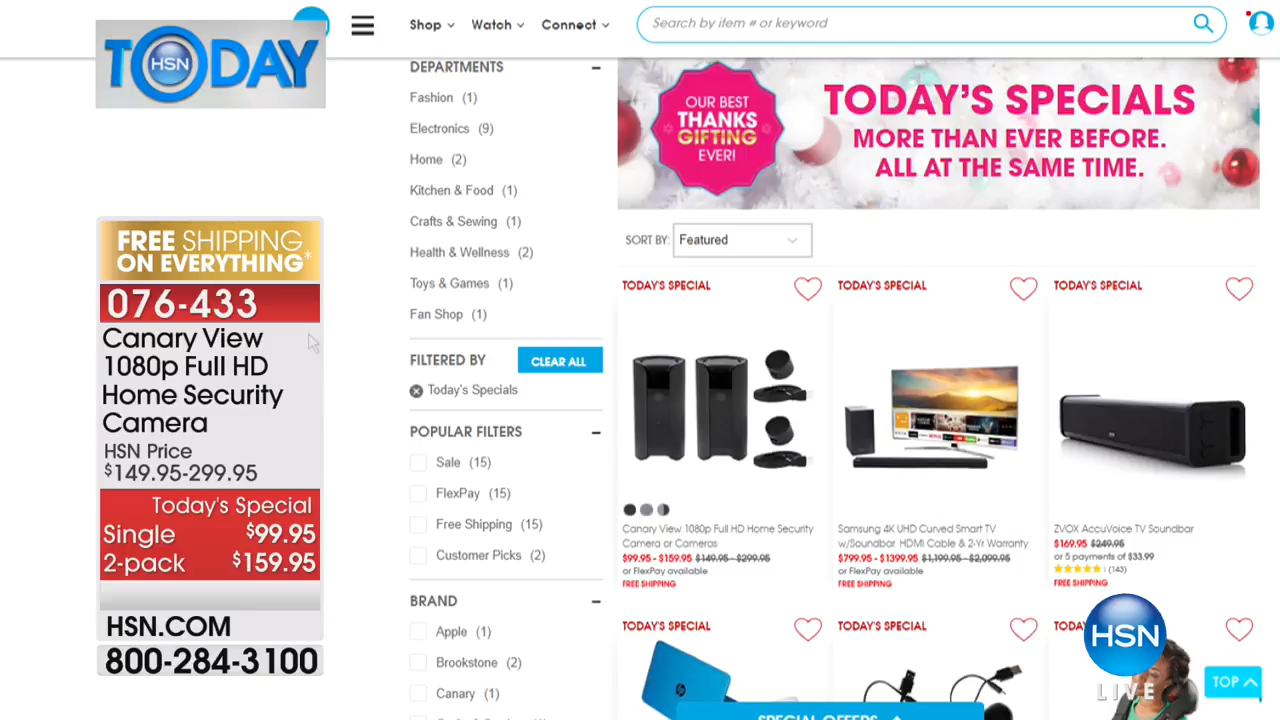 TODAY
HSN
FREE SHIPPING
ON EVERYTHING*
076-433
Canary View
1080p Full HD
Home Security
Camera
HSN Price
$149.95-299.95
Today's Special
Single $99.95
2-pack $159.95
HSN.COM
800-284-3100
Shop Watch Connect
Search by item # or keyword
DEPARTMENTS
Fashion (1)
Electronics (9)
Home (2)
Kitchen & Food (1)
Crafts & Sewing (1)
Health & Wellness (2)
Toys & Games (1)
Fan Shop (1)
FILTERED BY CLEAR ALL
Today's Specials
POPULAR FILTERS
Sale (15)
FlexPay (15)
Free Shipping (15)
Customer Picks (2)
BRAND
Apple (1)
Brookstone (2)
Canary (1)
OUR BEST
THANKS
GIFTING
EVER!
TODAY'S SPECIALS
MORE THAN EVER BEFORE.
ALL AT THE SAME TIME.
SORT BY: Featured
TODAY'S SPECIAL
Canary View 1080p Full HD Home Security
Camera or Cameras
$99.95 - $159.95 $149.95 - $299.95
or FlexPay available
FREE SHIPPING
TODAY'S SPECIAL
Samsung 4K UHD Curved Smart TV
w/Soundbar, HDMI Cable & 2-Yr Warranty
$799.95 - $1399.95 $1,199.95 - $2,099.95
or FlexPay available
FREE SHIPPING
TODAY'S SPECIAL
ZVOX AccuVoice TV Soundbar
$169.95 $249.95
or 5 payments of $33.99
(143)
FREE SHIPPING
TODAY'S SPECIAL
TODAY'S SPECIAL
TODA
SPECIAL OFFERS
HSN
LIVE
TOP